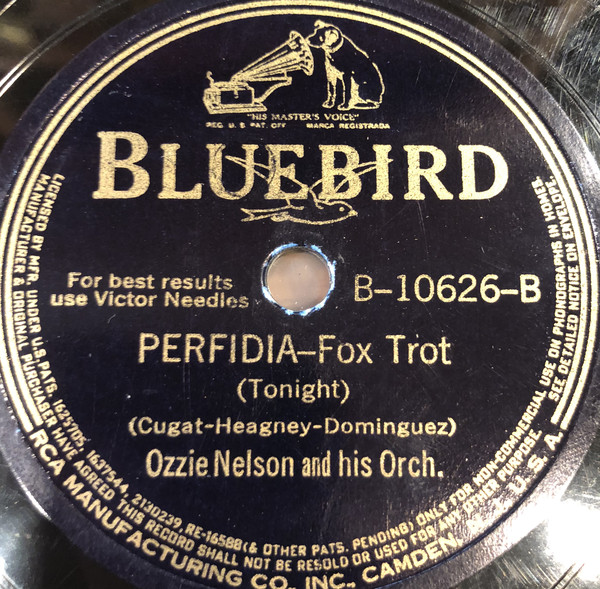 "HIS MASTER'S VOICE"
REG. U. S. PAT. OFF. MARCA REGISTRADA
BLUEBIRD
For best results
use Victor Needles
B-10626-B
PERFIDIA-Fox Trot
(Tonight)
(Cugat-Heagney-Dominguez)
Ozzie Nelson and his Orch.
LICENSED BY MFR. UNDER U.S. PATS. 1625705, 1637544, 2130239, RE-16588 (& OTHER PATS. PENDING) ONLY FOR NON-COMMERCIAL USE ON PHONOGRAPHS IN HOMES.
MANUFACTURER & ORIGINAL PURCHASER HAVE AGREED THIS RECORD SHALL NOT BE RESOLD OR USED FOR ANY OTHER PURPOSE. SEE DETAILED NOTICE ON ENVELOPE.
RCA MANUFACTURING CO., INC., CAMDEN, N. J., U. S. A.